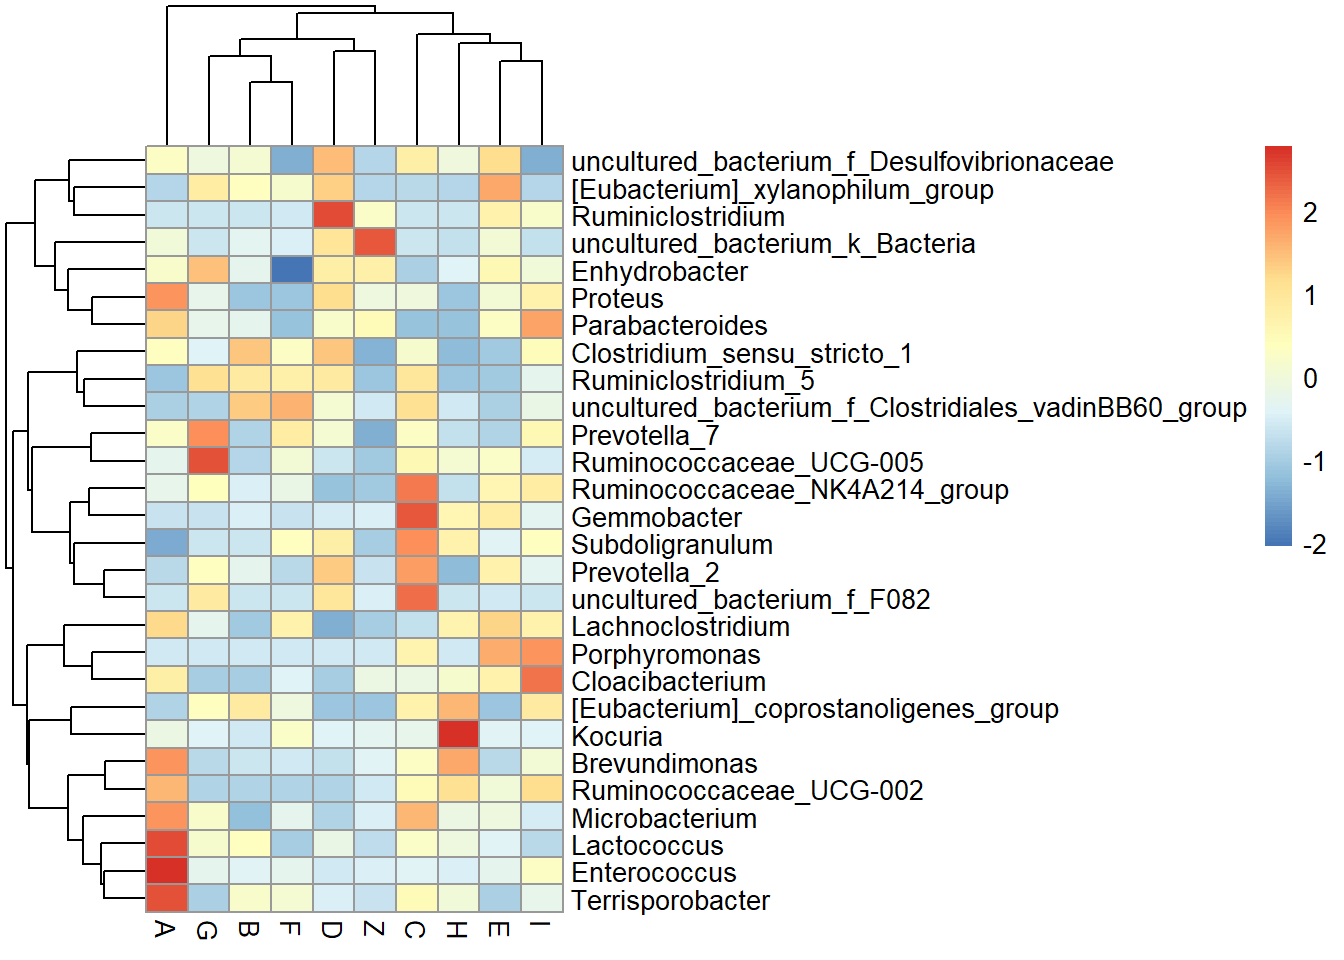 uncultured_bacterium_f_Desulfovibrionaceae
[Eubacterium]_xylanophilum_group
Ruminiclostridium
uncultured_bacterium_k_Bacteria
Enhydrobacter
Proteus
Parabacteroides
Clostridium_sensu_stricto_1
Ruminiclostridium_5
uncultured_bacterium_f_Clostridiales_vadinBB60_group
Prevotella_7
Ruminococcaceae_UCG-005
Ruminococcaceae_NK4A214_group
Gemmobacter
Subdoligranulum
Prevotella_2
uncultured_bacterium_f_F082
Lachnoclostridium
Porphyromonas
Cloacibacterium
[Eubacterium]_coprostanoligenes_group
Kocuria
Brevundimonas
Ruminococcaceae_UCG-002
Microbacterium
Lactococcus
Enterococcus
Terrisporobacter
A G B F D Z C H E I
2
1
0
-1
-2